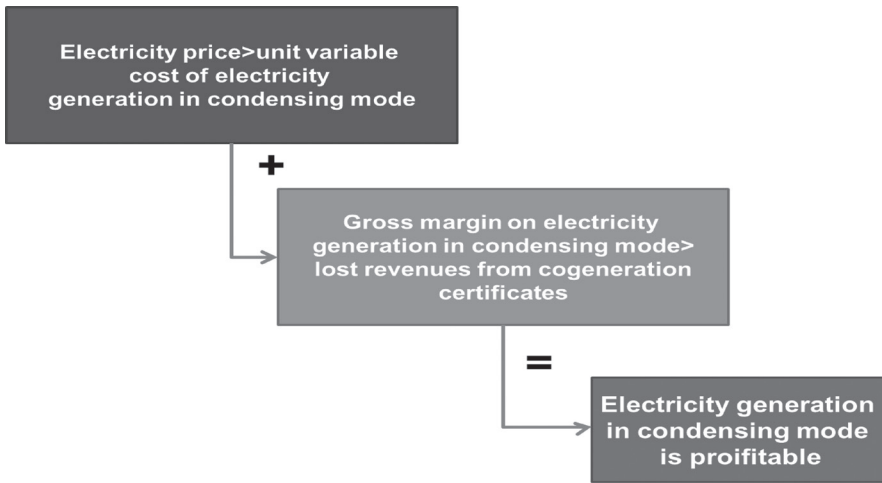 Electricity price>unit variable
cost of electricity
generation in condensing mode
+
Gross margin on electricity
generation in condensing mode>
lost revenues from cogeneration
certificates
=
Electricity generation
in condensing mode
is proifitable